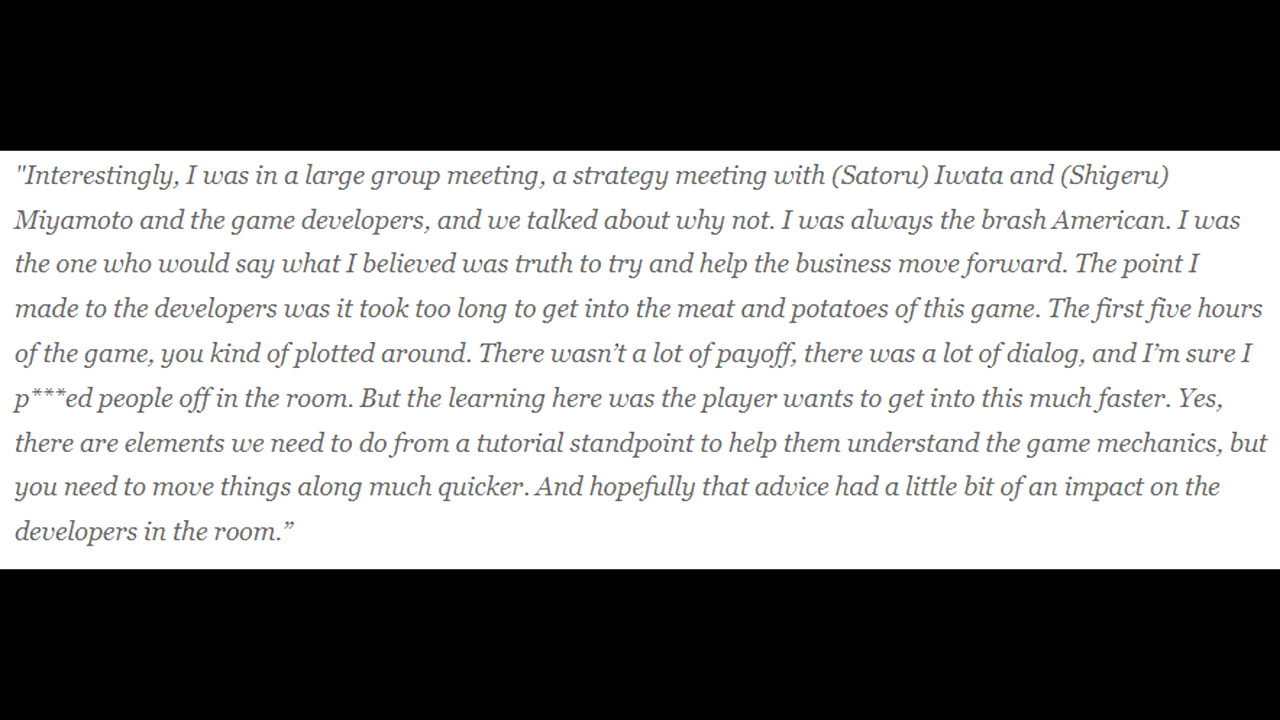 "Interestingly, I was in a large group meeting, a strategy meeting with (Satoru) Iwata and (Shigeru)
Miyamoto and the game developers, and we talked about why not. I was always the brash American. I was
the one who would say what I believed was truth to try and help the business move forward. The point I
made to the developers was it took too long to get into the meat and potatoes of this game. The first five hours
of the game, you kind of plotted around. There wasn’t a lot of payoff, there was a lot of dialog, and I’m sure I
p***ed people off in the room. But the learning here was the player wants to get into this much faster. Yes,
there are elements we need to do from a tutorial standpoint to help them understand the game mechanics, but
you need to move things along much quicker. And hopefully that advice had a little bit of an impact on the
developers in the room.”